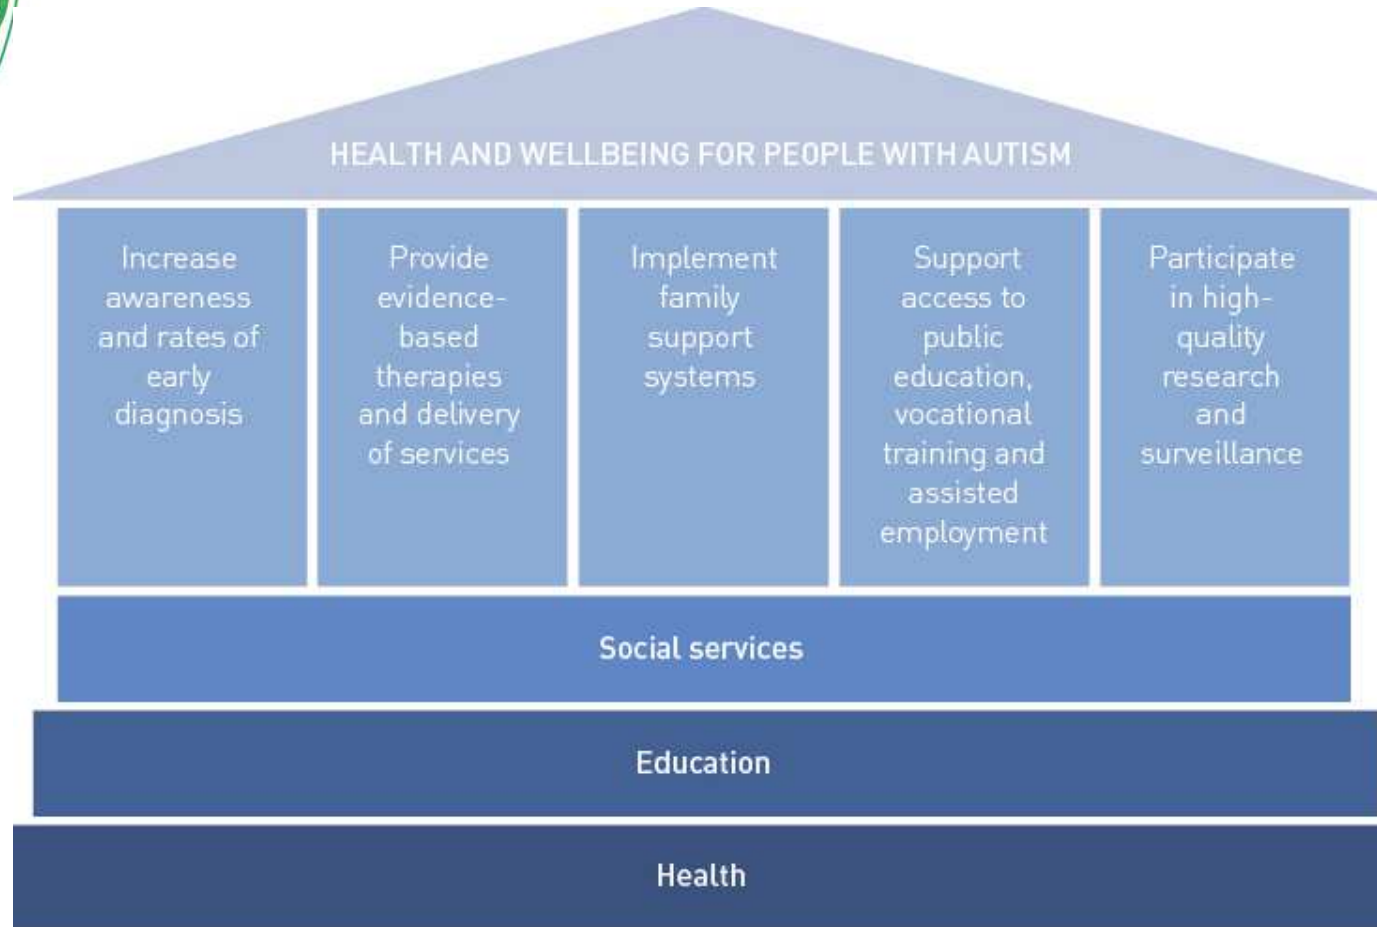 HEALTH AND WELLBEING FOR PEOPLE WITH AUTISM
Increase
awareness
and rates of
early
diagnosis
Provide
evidence-
based
therapies
and delivery
of services
Implement
family
support
systems
Support
access to
public
education,
vocational
training and
assisted
employment
Participate
in high-
quality
research
and
surveillance
Social services
Education
Health